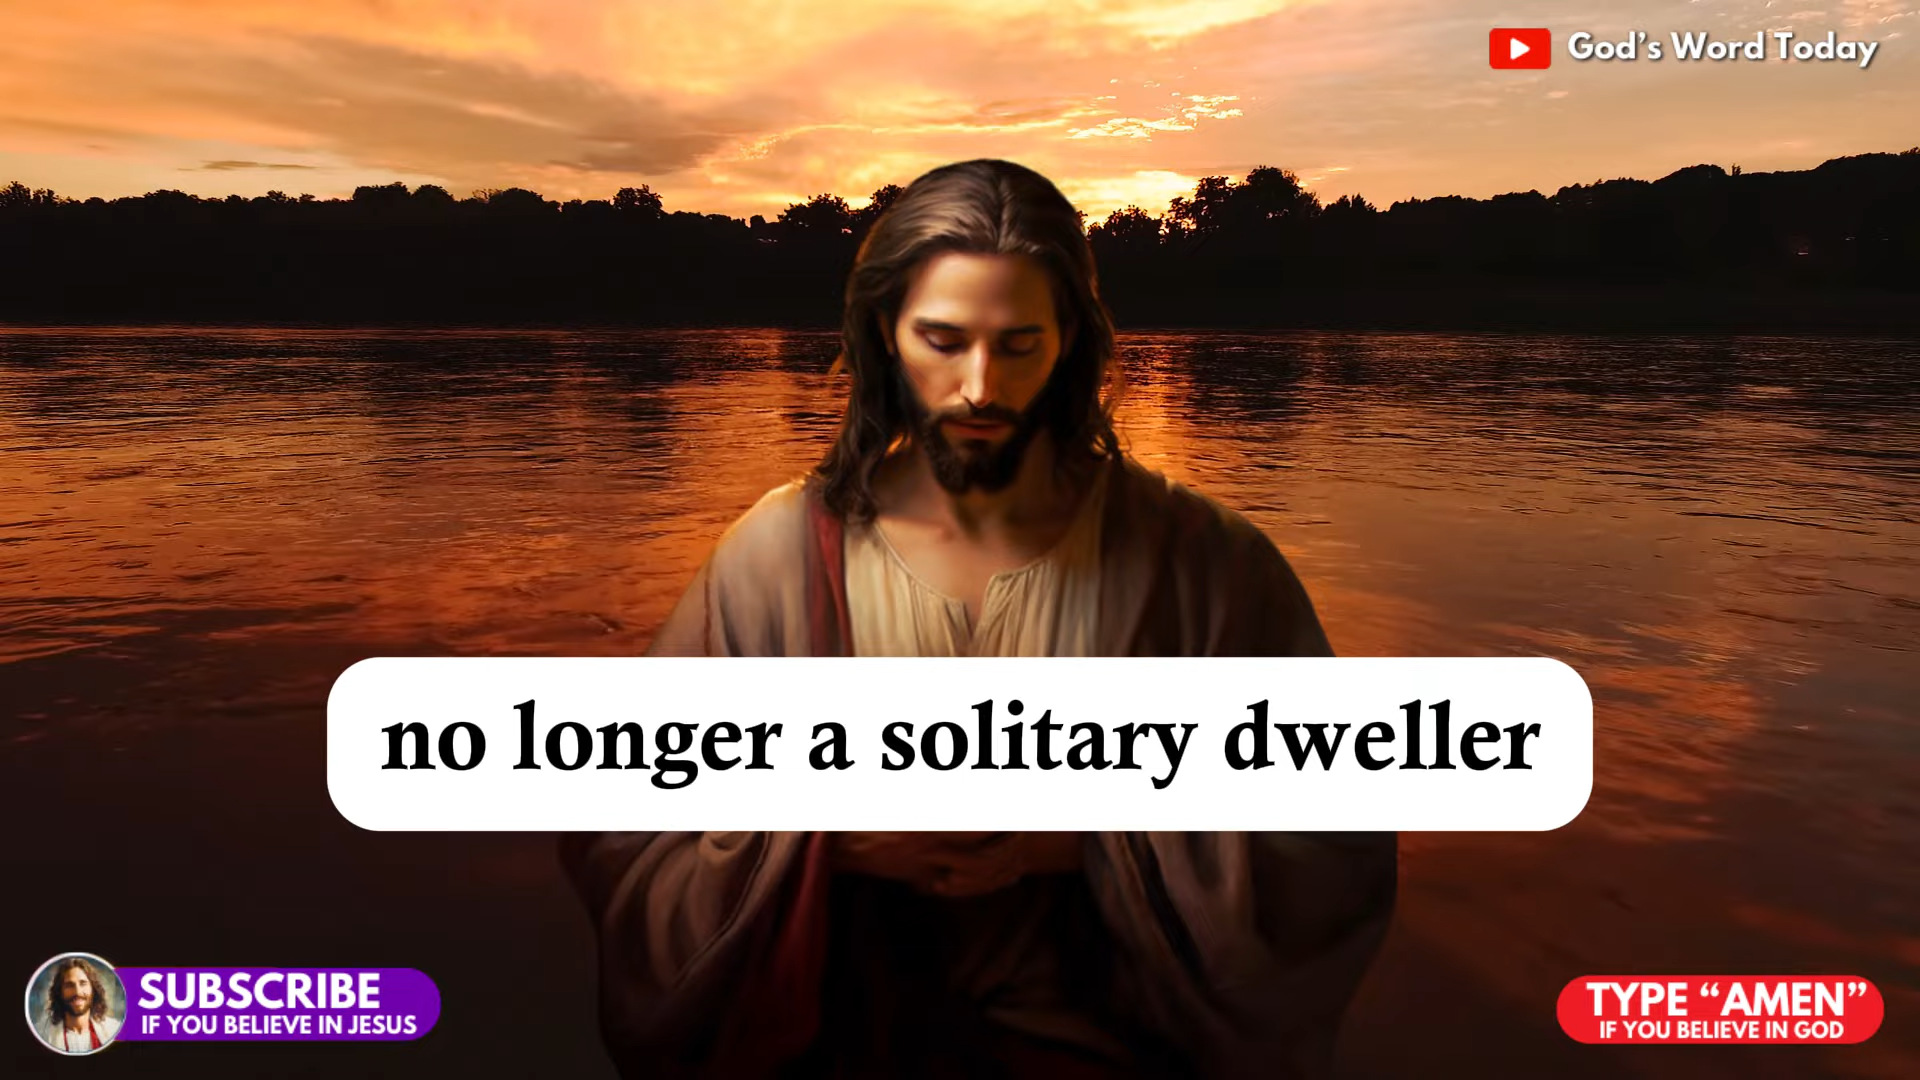 God’s Word Today
no longer a solitary dweller
SUBSCRIBE
IF YOU BELIEVE IN JESUS
TYPE “AMEN”
IF YOU BELIEVE IN GOD